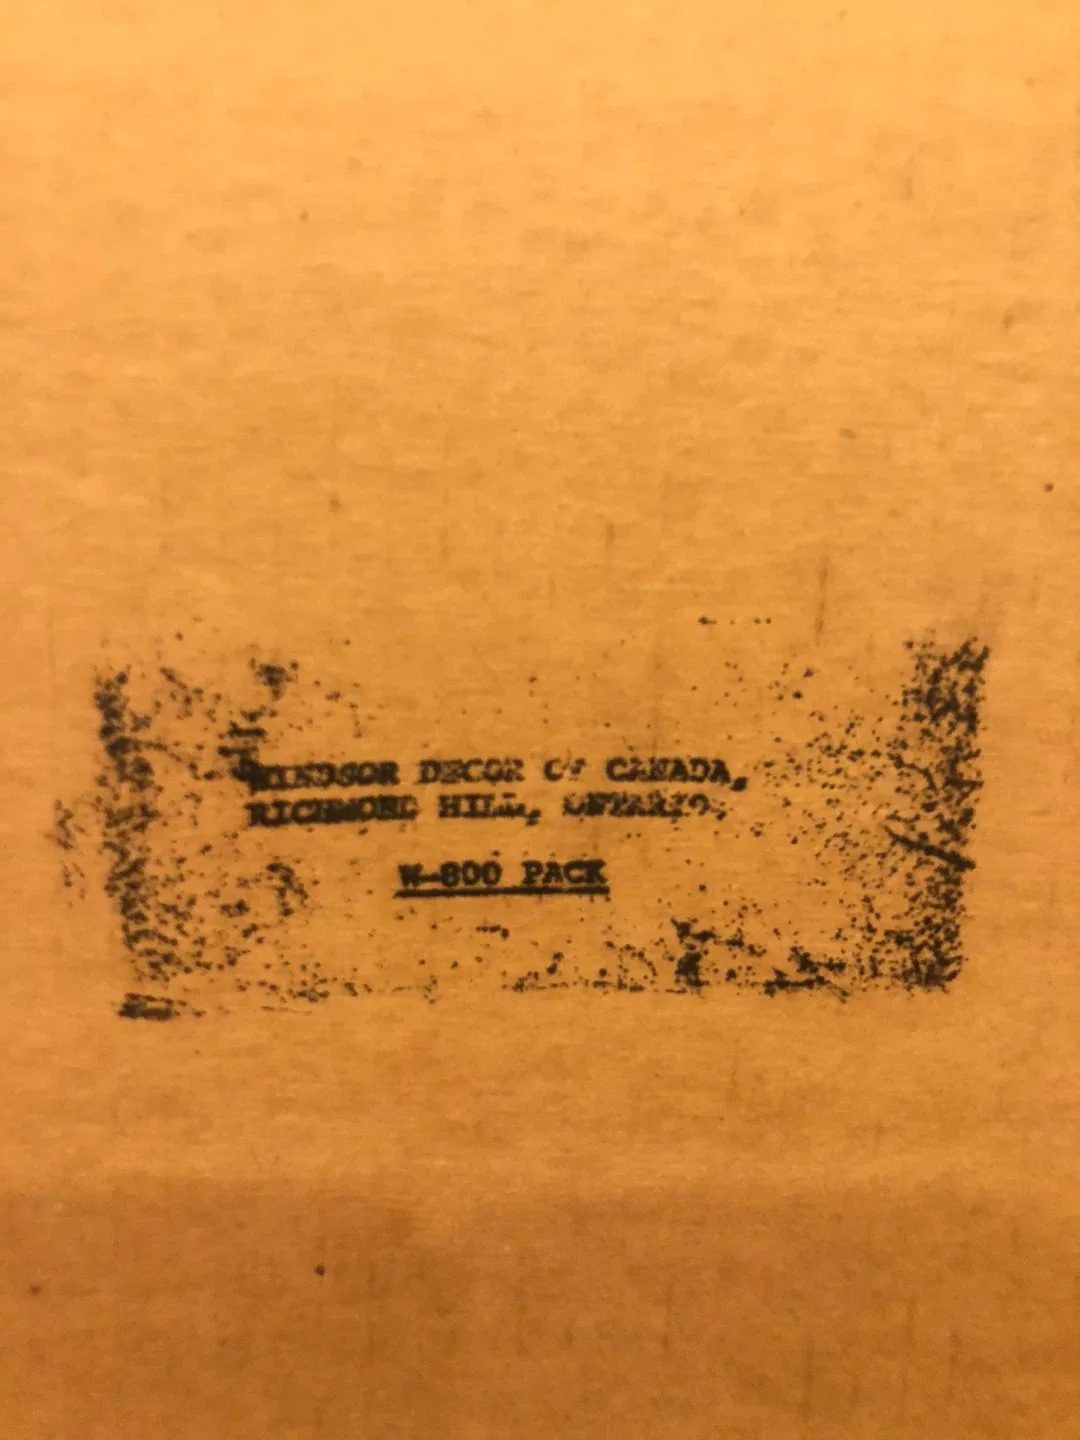 WINDSOR DECOR OF CANADA,
RICHMOND HILL, ONTARIO,
W-800 PACK